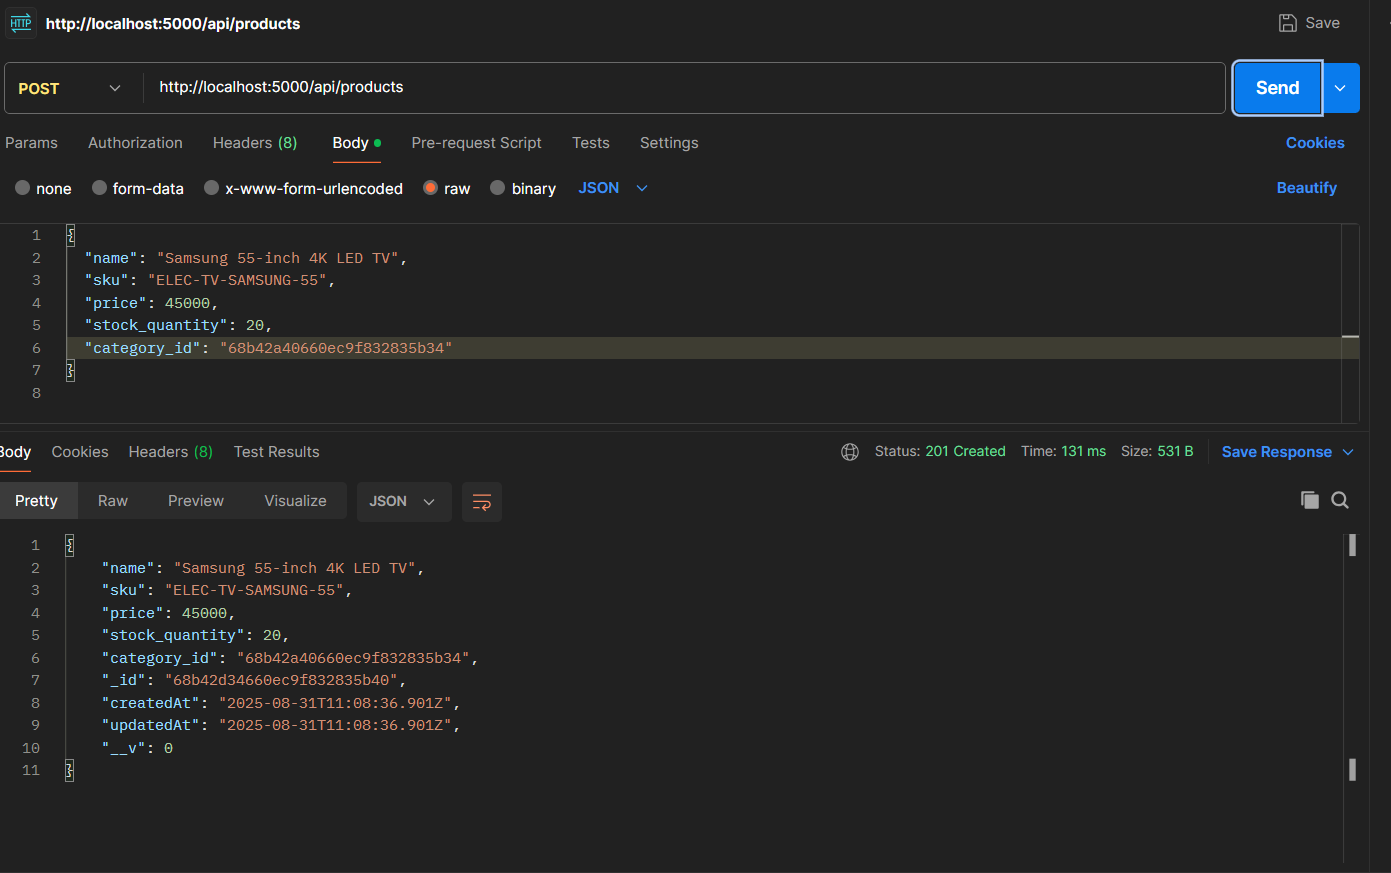 HTTP http://localhost:5000/api/products Save
POST http://localhost:5000/api/products Send
Params Authorization Headers (8) Body Pre-request Script Tests Settings Cookies
none form-data x-www-form-urlencoded raw binary JSON Beautify
1 {
2 "name": "Samsung 55-inch 4K LED TV",
3 "sku": "ELEC-TV-SAMSUNG-55",
4 "price": 45000,
5 "stock_quantity": 20,
6 "category_id": "68b42a40660ec9f832835b34"
7 }
8
Body Cookies Headers (8) Test Results Status: 201 Created Time: 131 ms Size: 531 B Save Response
Pretty Raw Preview Visualize JSON
1 {
2 "name": "Samsung 55-inch 4K LED TV",
3 "sku": "ELEC-TV-SAMSUNG-55",
4 "price": 45000,
5 "stock_quantity": 20,
6 "category_id": "68b42a40660ec9f832835b34",
7 "_id": "68b42d34660ec9f832835b40",
8 "createdAt": "2025-08-31T11:08:36.901Z",
9 "updatedAt": "2025-08-31T11:08:36.901Z",
10 "__v": 0
11 }